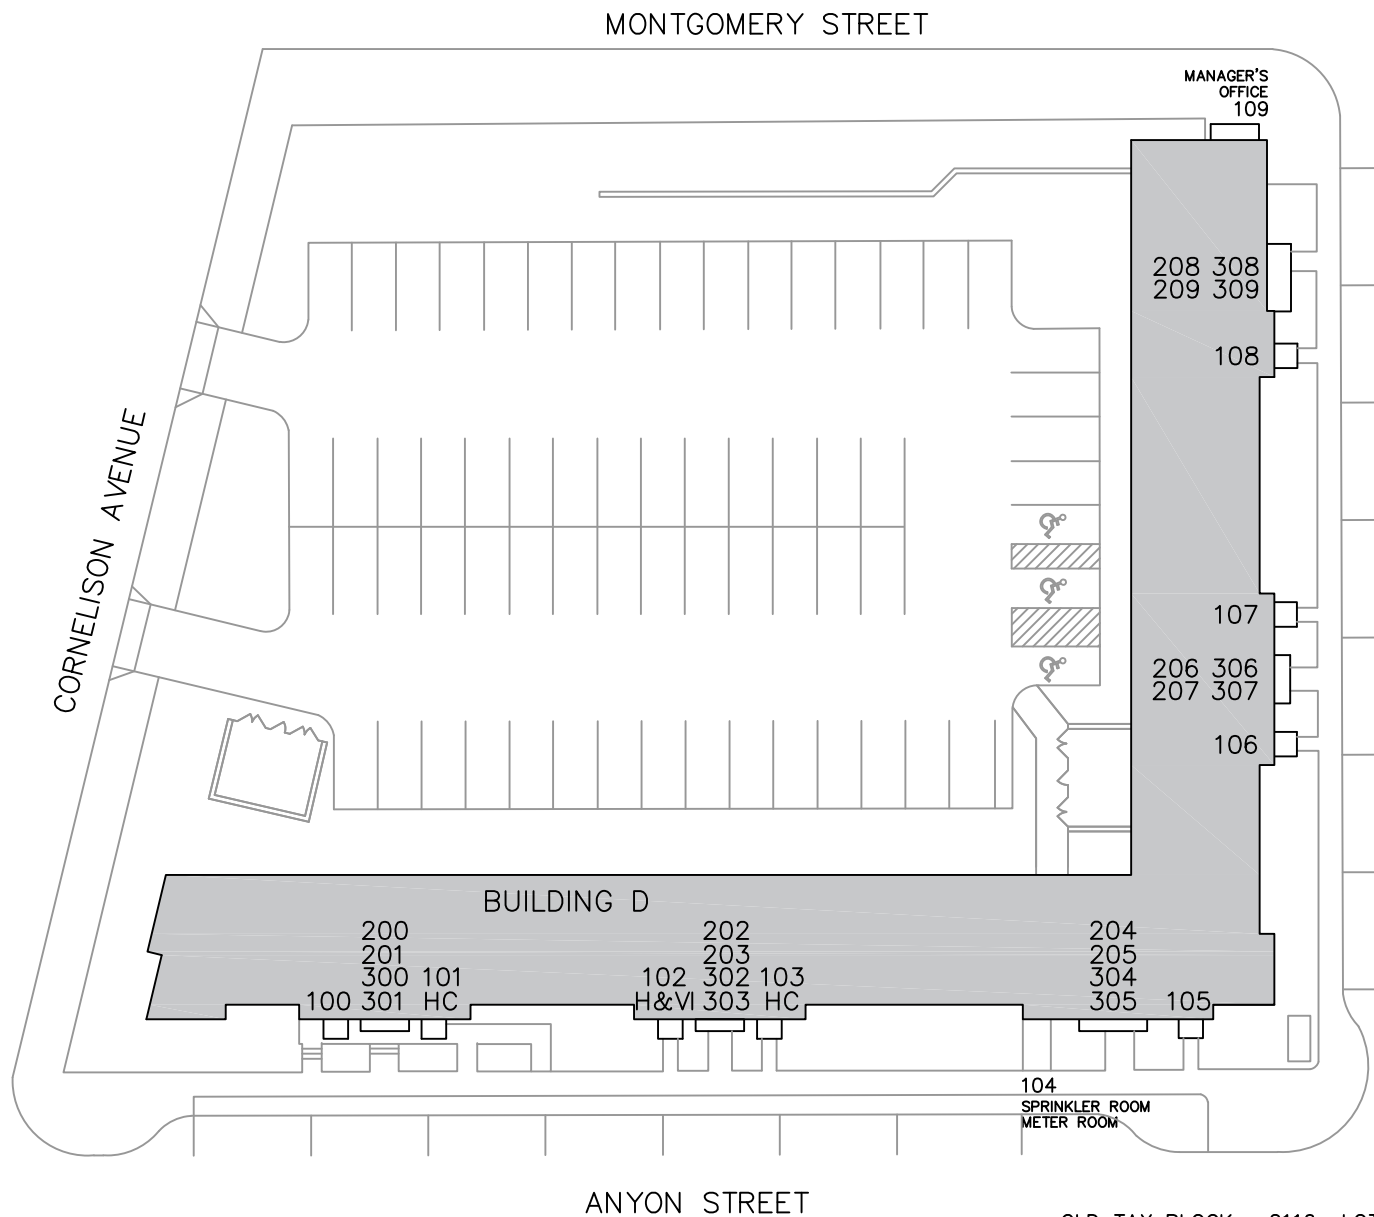 MONTGOMERY STREET
MANAGER'S
OFFICE
109
208 308
209 309
108
CORNELISON AVENUE
107
206 306
207 307
106
BUILDING D
200
201
300 101
100 301 HC
202
203
102 302 103
H&VI 303 HC
204
205
304
305 105
104
SPRINKLER ROOM
METER ROOM
ANYON STREET